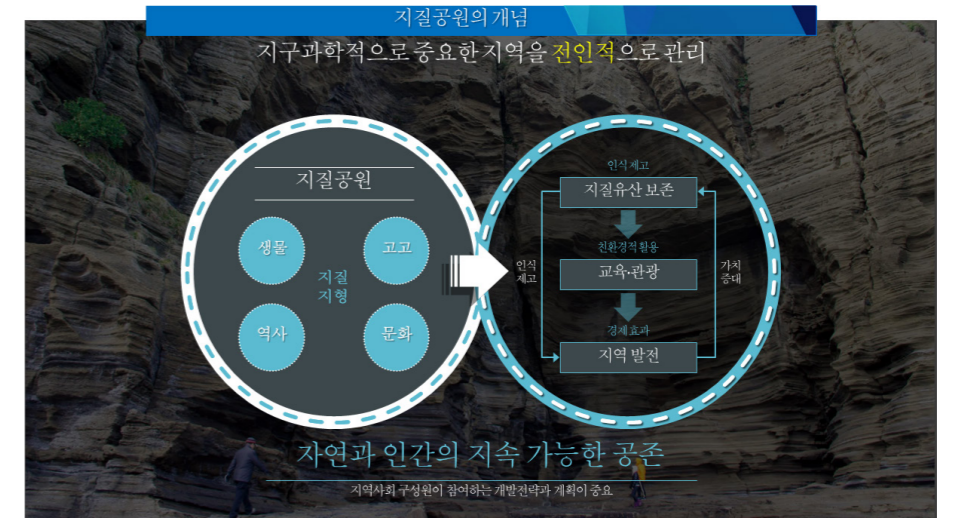 지질공원의 개념
지구과학적으로 중요한 지역을 전인적으로 관리
지질공원
생물
고고
지질
지형
역사
문화
인식 제고
지질유산 보존
친환경적 활용
교육·관광
경제 효과
지역 발전
인식
제고
가치
증대
자연과 인간의 지속 가능한 공존
지역사회 구성원이 참여하는 개발전략과 계획이 중요